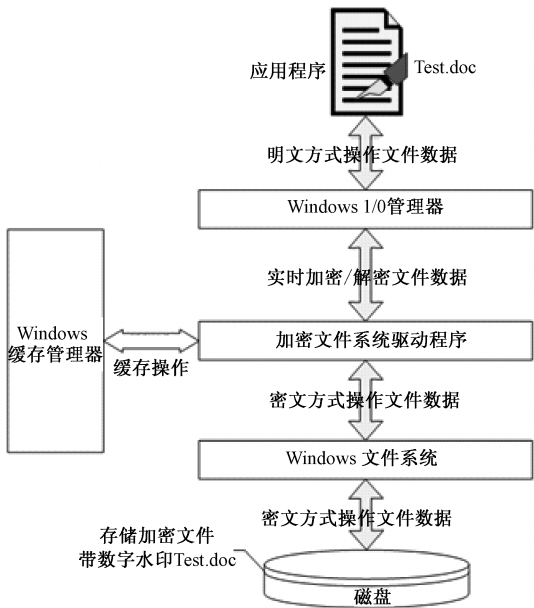 应用程序
Test.doc
明文方式操作文件数据
Windows 1/0管理器
实时加密/解密文件数据
Windows
缓存管理器
缓存操作
加密文件系统驱动程序
密文方式操作文件数据
Windows 文件系统
密文方式操作文件数据
存储加密文件
带数字水印Test.doc
磁盘